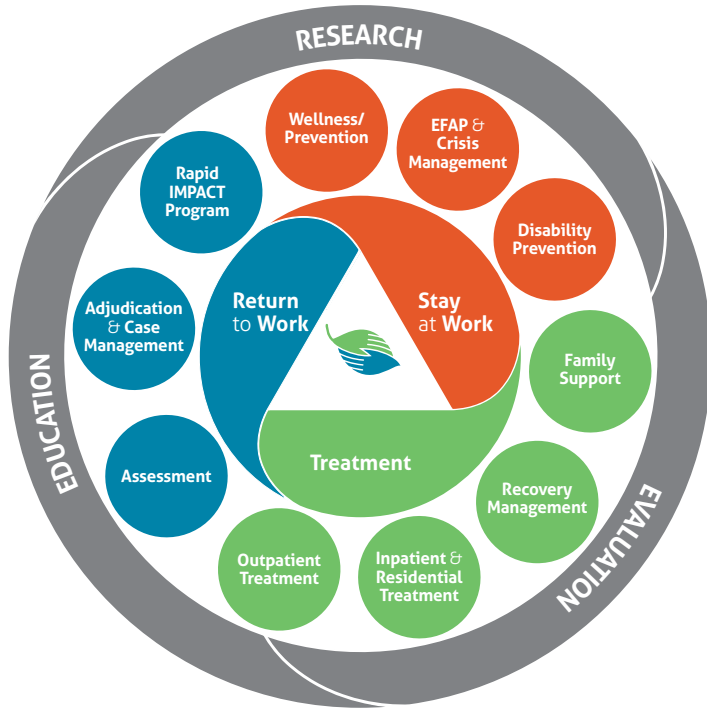 RESEARCH
Wellness/
Prevention
EFAP &
Crisis
Management
Disability
Prevention
Family
Support
Recovery
Management
Inpatient &
Residential
Treatment
Outpatient
Treatment
Assessment
Adjudication
& Case
Management
Rapid
IMPACT
Program
Return
to Work
Stay
at Work
Treatment
EDUCATION
EVALUATION